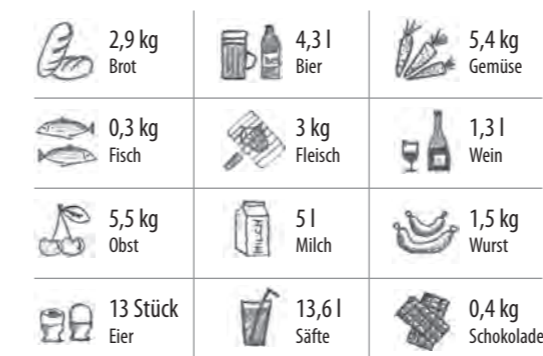 2,9 kg
Brot
4,3 l
Bier
5,4 kg
Gemüse
0,3 kg
Fisch
3 kg
Fleisch
1,3 l
Wein
5,5 kg
Obst
MILCH
5 l
Milch
1,5 kg
Wurst
13 Stück
Eier
13,6 l
Säfte
0,4 kg
Schokolade